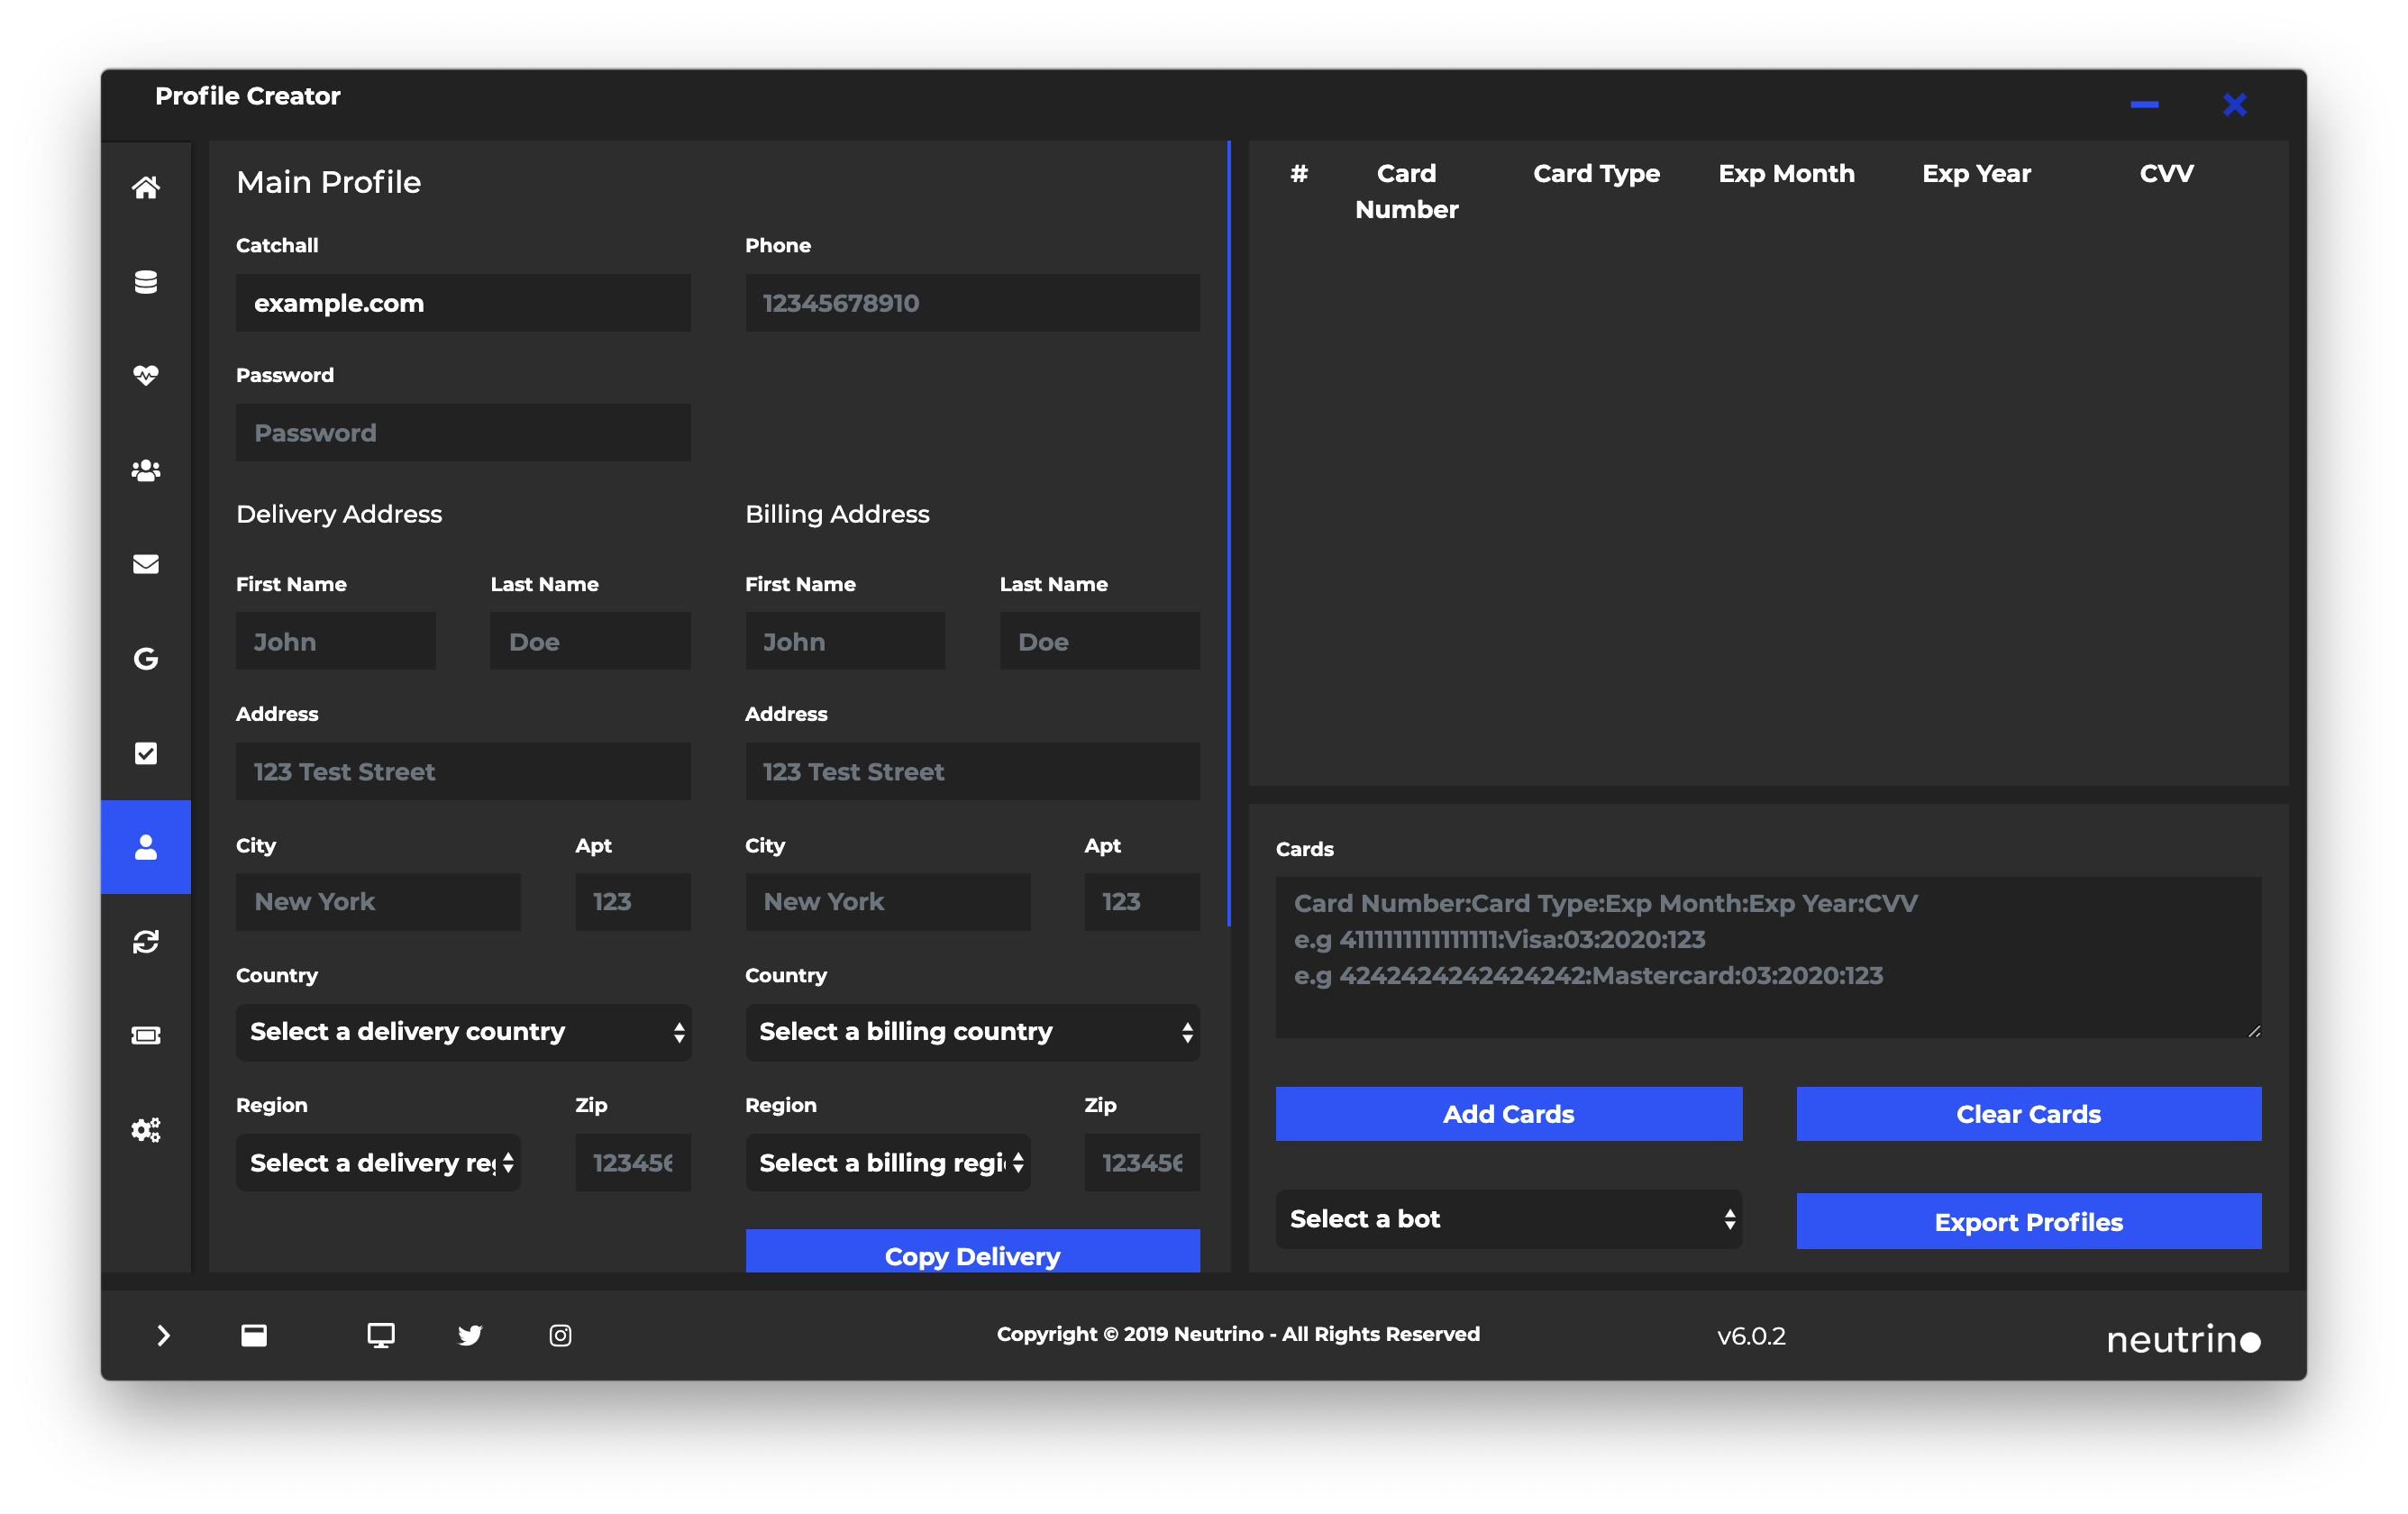 Profile Creator
Main Profile
Catchall
Phone
example.com
12345678910
Password
Password
Delivery Address
Billing Address
First Name
Last Name
First Name
Last Name
John
Doe
John
Doe
Address
Address
123 Test Street
123 Test Street
City
Apt
City
Apt
New York
123
New York
123
Country
Country
Select a delivery country
Select a billing country
Region
Zip
Region
Zip
Select a delivery reg
123456
Select a billing regi
123456
Copy Delivery
# Card Number Card Type Exp Month Exp Year CVV
Cards
Card Number:Card Type:Exp Month:Exp Year:CVV
e.g 4111111111111111:Visa:03:2020:123
e.g 4242424242424242:Mastercard:03:2020:123
Add Cards
Clear Cards
Select a bot
Export Profiles
Copyright © 2019 Neutrino - All Rights Reserved
v6.0.2
neutrino